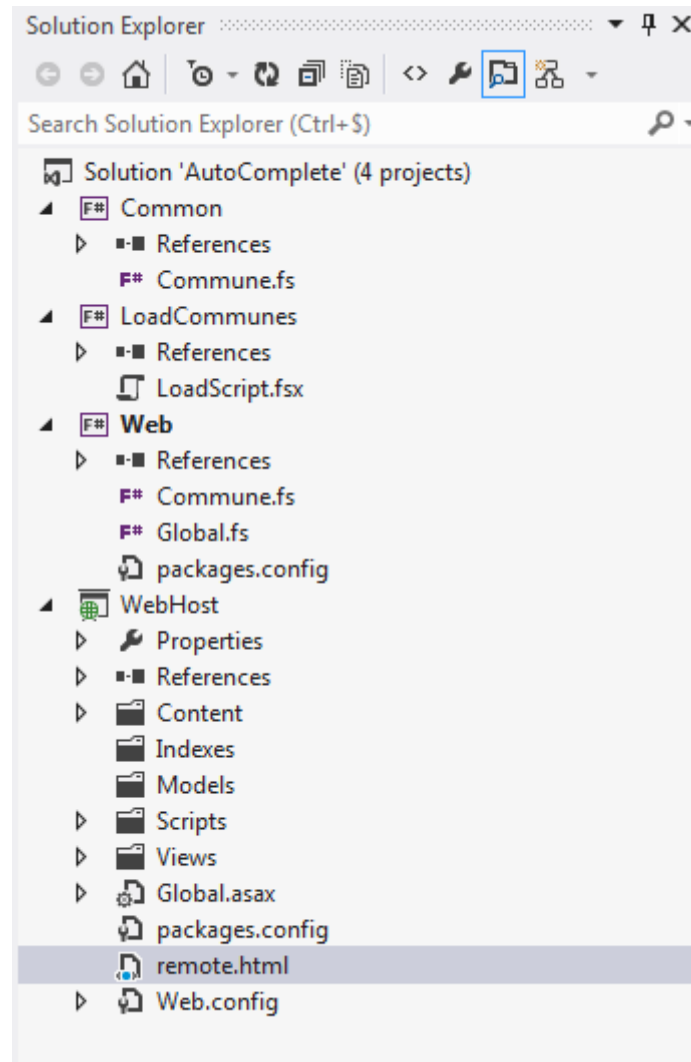 Solution Explorer
Search Solution Explorer (Ctrl+$)
Solution 'AutoComplete' (4 projects)
F# Common
References
F# Commune.fs
F# LoadCommunes
References
LoadScript.fsx
F# Web
References
F# Commune.fs
F# Global.fs
packages.config
WebHost
Properties
References
Content
Indexes
Models
Scripts
Views
Global.asax
packages.config
remote.html
Web.config